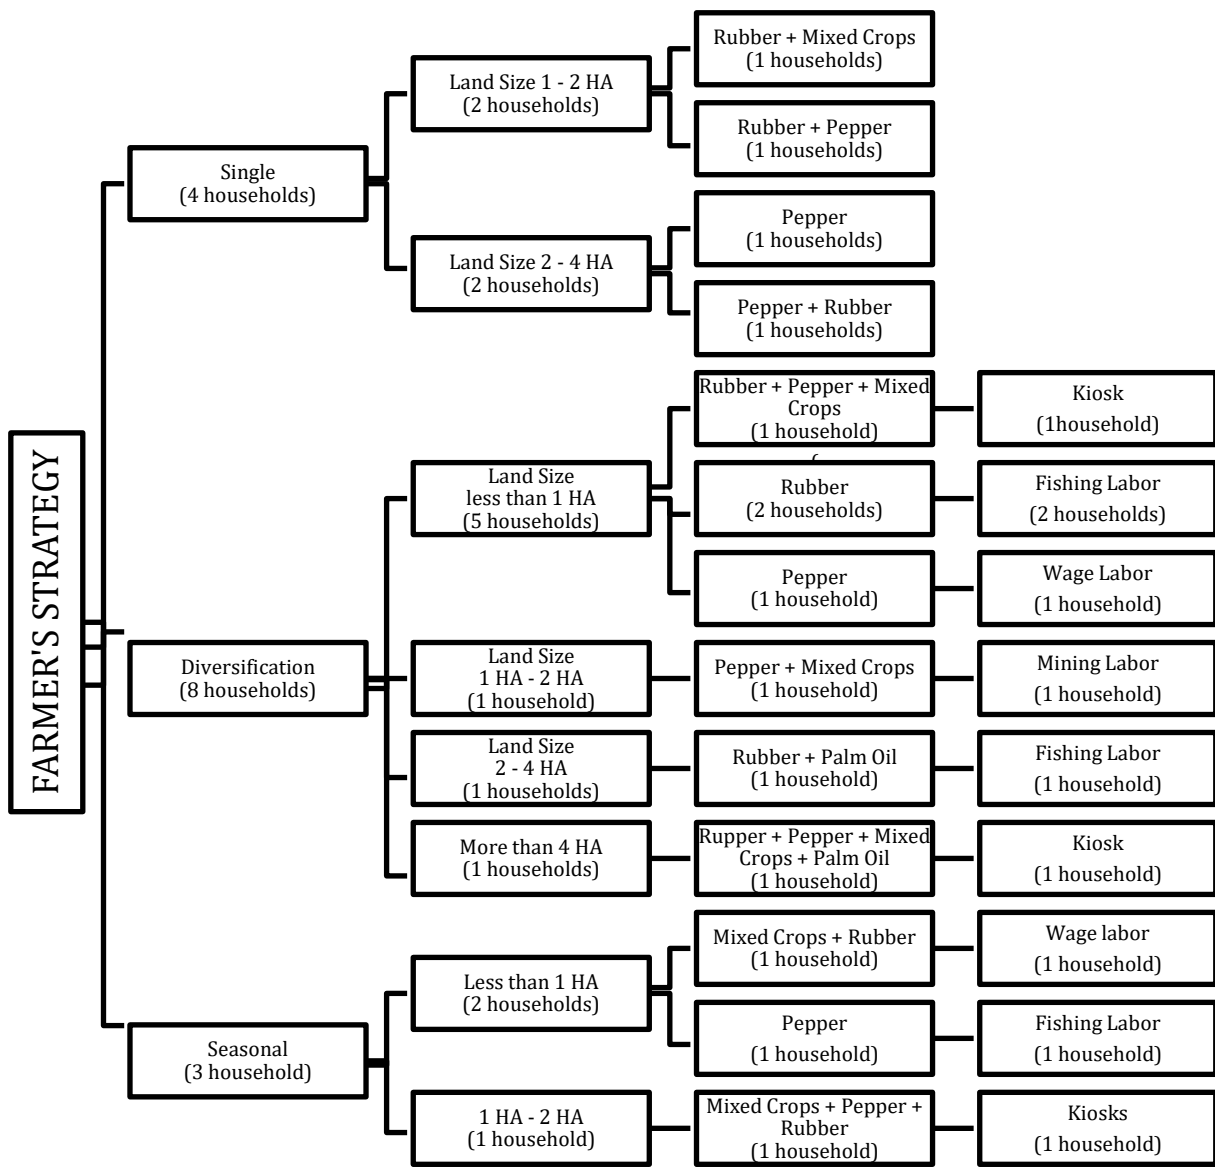 FARMER'S STRATEGY
Single
(4 households)
Land Size 1 - 2 HA
(2 households)
Rubber + Mixed Crops
(1 households)
Rubber + Pepper
(1 households)
Land Size 2 - 4 HA
(2 households)
Pepper
(1 households)
Pepper + Rubber
(1 households)
Diversification
(8 households)
Land Size
less than 1 HA
(5 households)
Rubber + Pepper + Mixed
Crops
(1 household)
Kiosk
(1household)
Rubber
(2 households)
Fishing Labor
(2 households)
Pepper
(1 household)
Wage Labor
(1 household)
Land Size
1 HA - 2 HA
(1 household)
Pepper + Mixed Crops
(1 household)
Mining Labor
(1 household)
Land Size
2 - 4 HA
(1 households)
Rubber + Palm Oil
(1 household)
Fishing Labor
(1 household)
More than 4 HA
(1 households)
Rupper + Pepper + Mixed
Crops + Palm Oil
(1 household)
Kiosk
(1 household)
Seasonal
(3 household)
Less than 1 HA
(2 households)
Mixed Crops + Rubber
(1 household)
Wage labor
(1 household)
Pepper
(1 household)
Fishing Labor
(1 household)
1 HA - 2 HA
(1 household)
Mixed Crops + Pepper +
Rubber
(1 household)
Kiosks
(1 household)